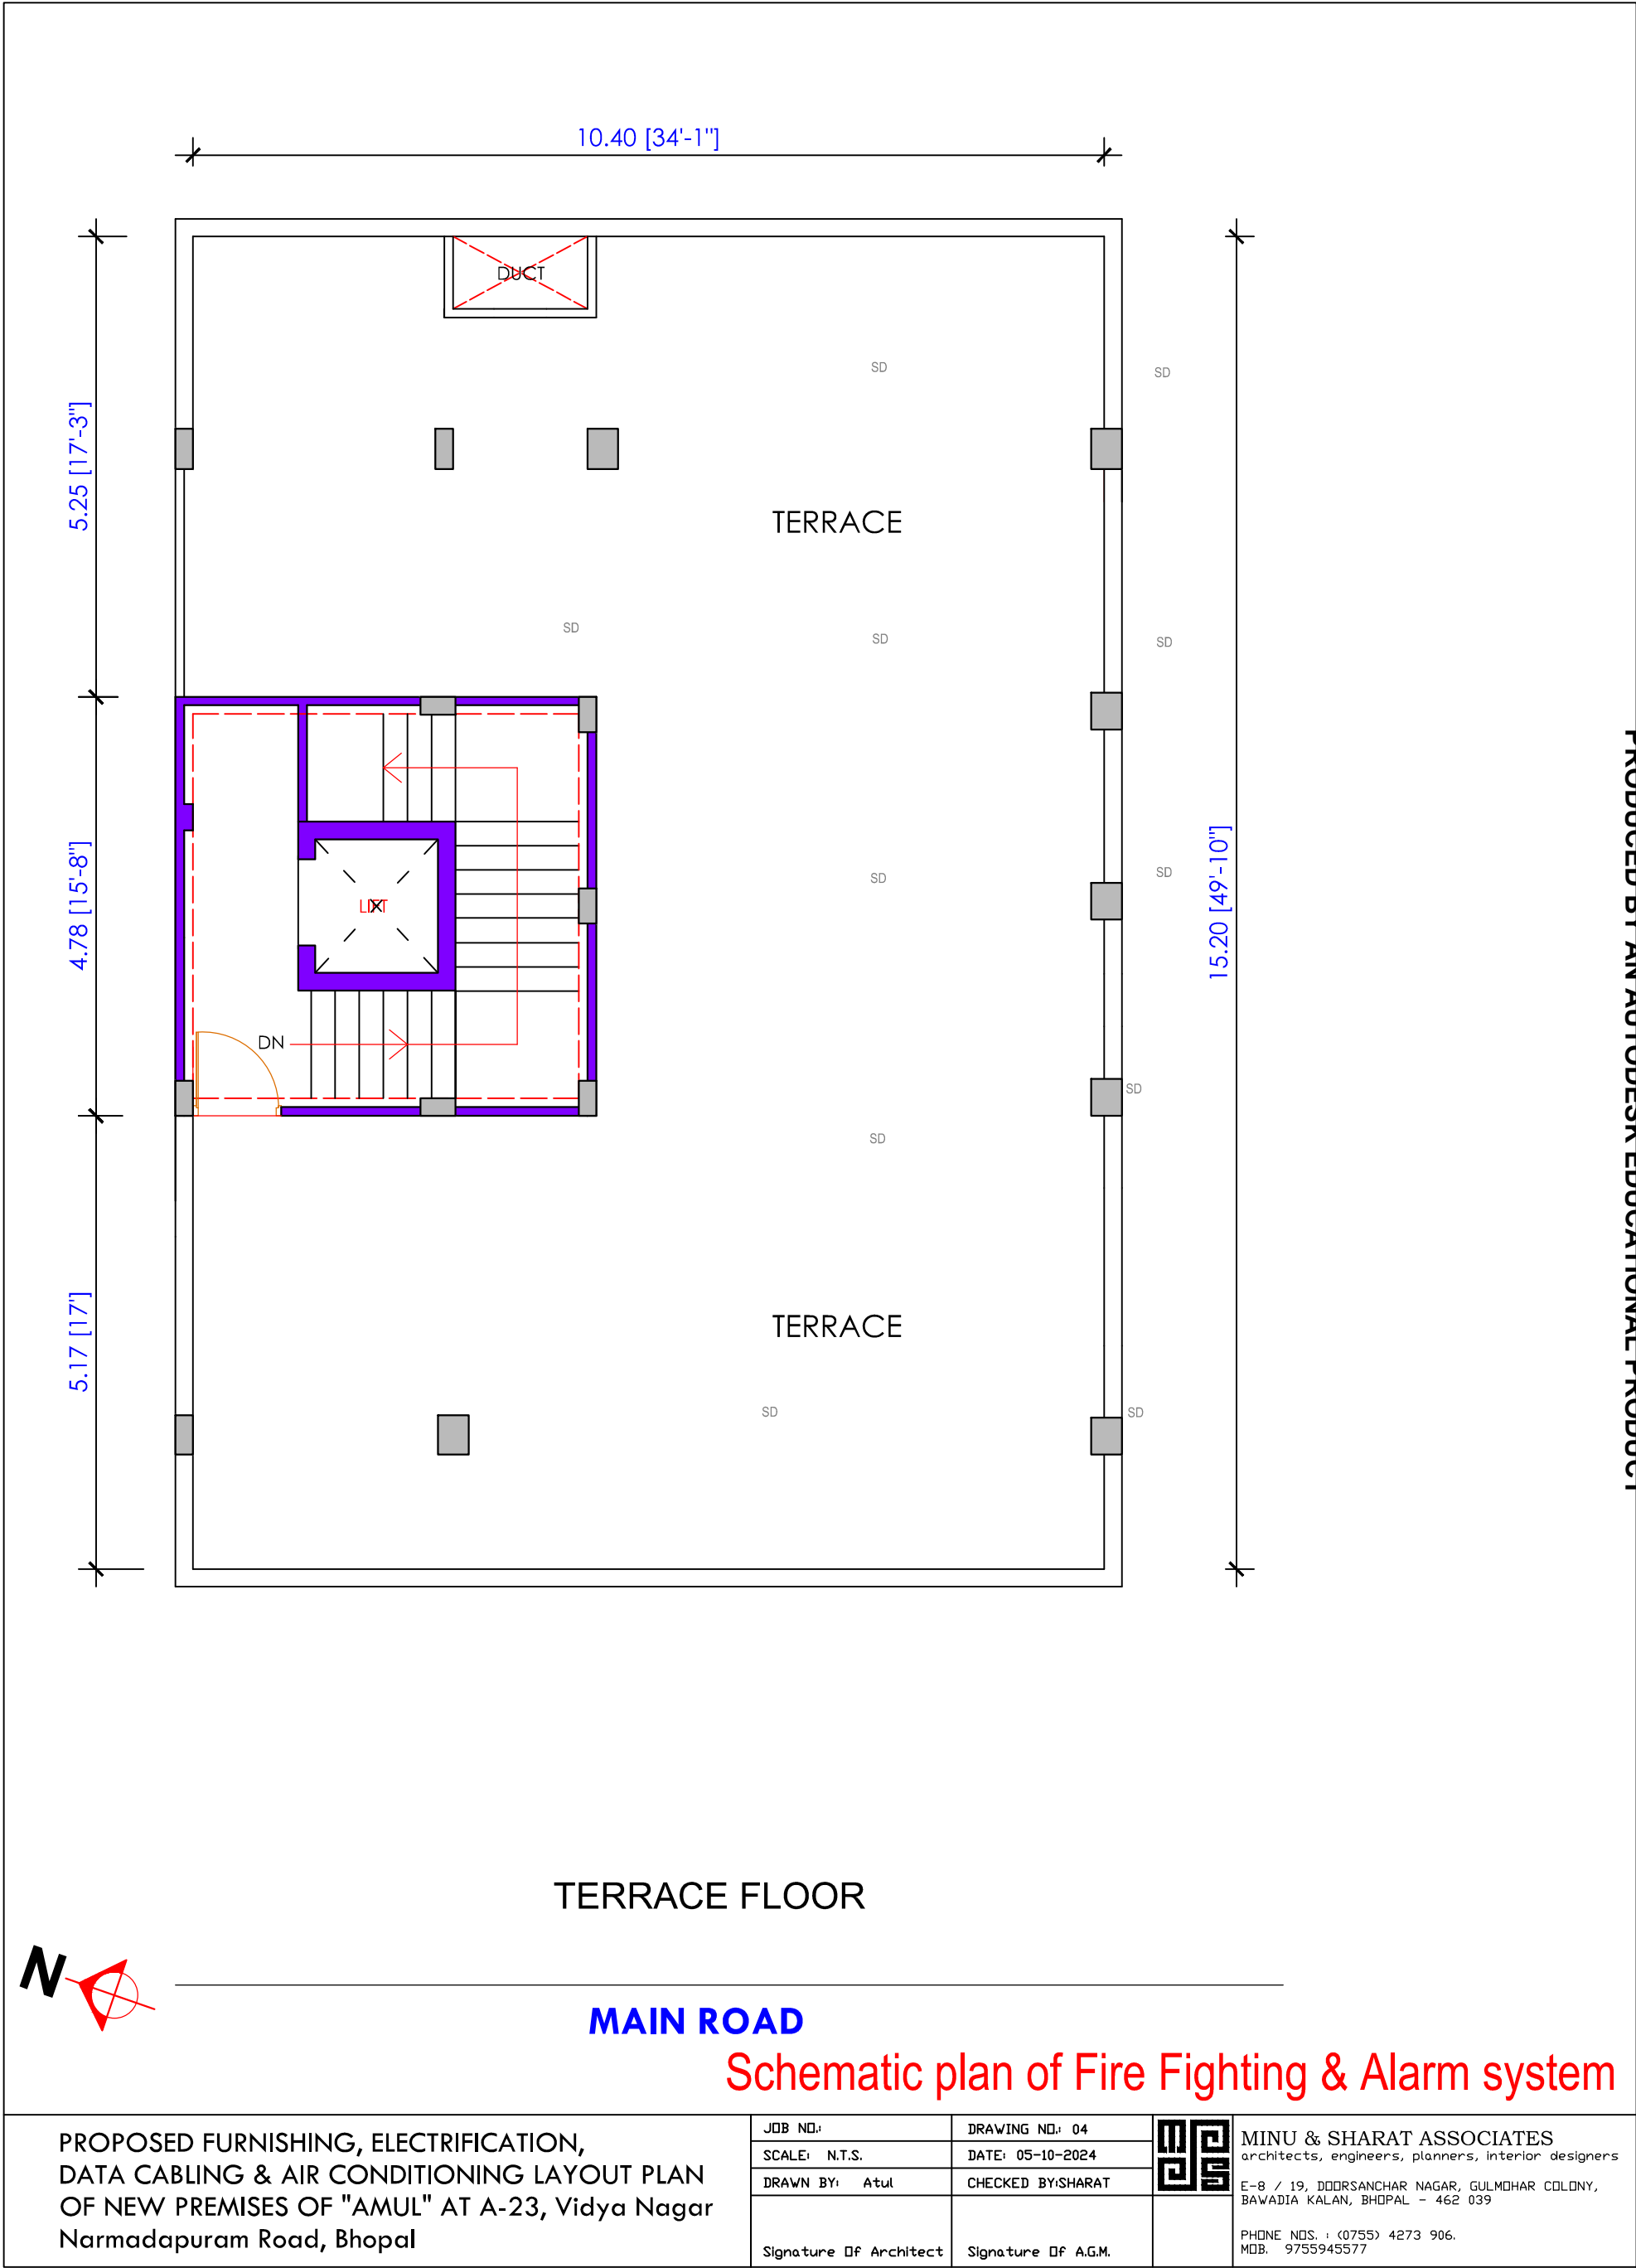 10.40 [34'-1"]
DUCT
SD
SD
5.25 [17'-3"]
TERRACE
SD
SD
SD
PRODUCED BY AN AUTODESK EDUCATIONAL PRODUCT
4.78 [15'-8"]
LIFT
SD
SD
15.20 [49'-10"]
DN
SD
SD
5.17 [17']
TERRACE
SD
SD
TERRACE FLOOR
N
MAIN ROAD
Schematic plan of Fire Fighting & Alarm system
PROPOSED FURNISHING, ELECTRIFICATION,
DATA CABLING & AIR CONDITIONING LAYOUT PLAN
OF NEW PREMISES OF "AMUL" AT A-23, Vidya Nagar
Narmadapuram Road, Bhopal
JOB NO.:
DRAWING NO.: 04
SCALE: N.T.S.
DATE: 05-10-2024
DRAWN BY: Atul
CHECKED BY:SHARAT
Signature Of Architect
Signature Of A.G.M.
MINU & SHARAT ASSOCIATES
architects, engineers, planners, interior designers
E-8 / 19, DOORSANCHAR NAGAR, GULMOHAR COLONY,
BAWADIA KALAN, BHOPAL - 462 039
PHONE NOS. : (0755) 4273 906.
MOB. 9755945577